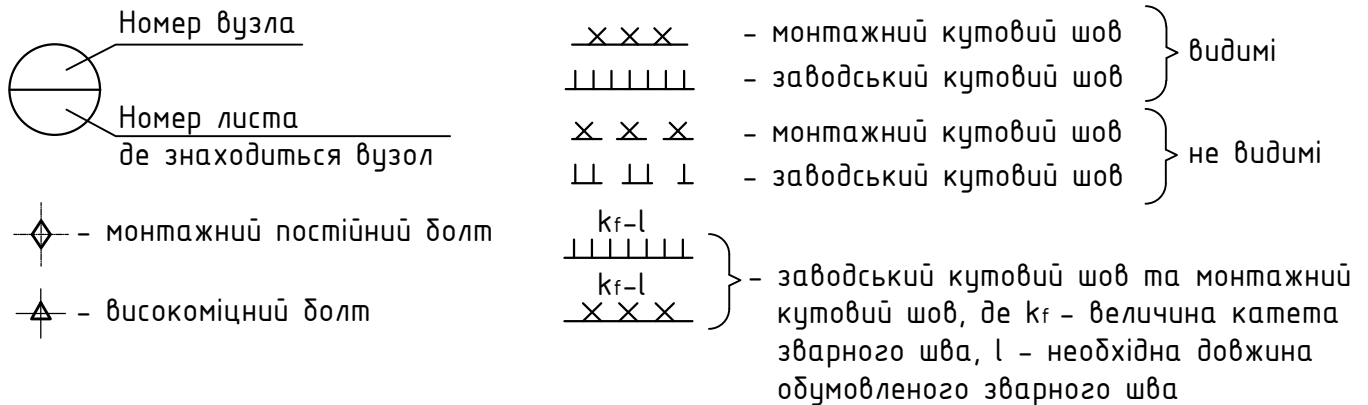 Номер вузла
Номер листа
де знаходиться вузол
- монтажний постійний болт
- високоміцний болт
- монтажний кутовий шов
- заводський кутовий шов
видимі
- монтажний кутовий шов
- заводський кутовий шов
не видимі
kf-l
kf-l
- заводський кутовий шов та монтажний
кутовий шов, де kf - величина катета
зварного шва, l - необхідна довжина
обумовленого зварного шва